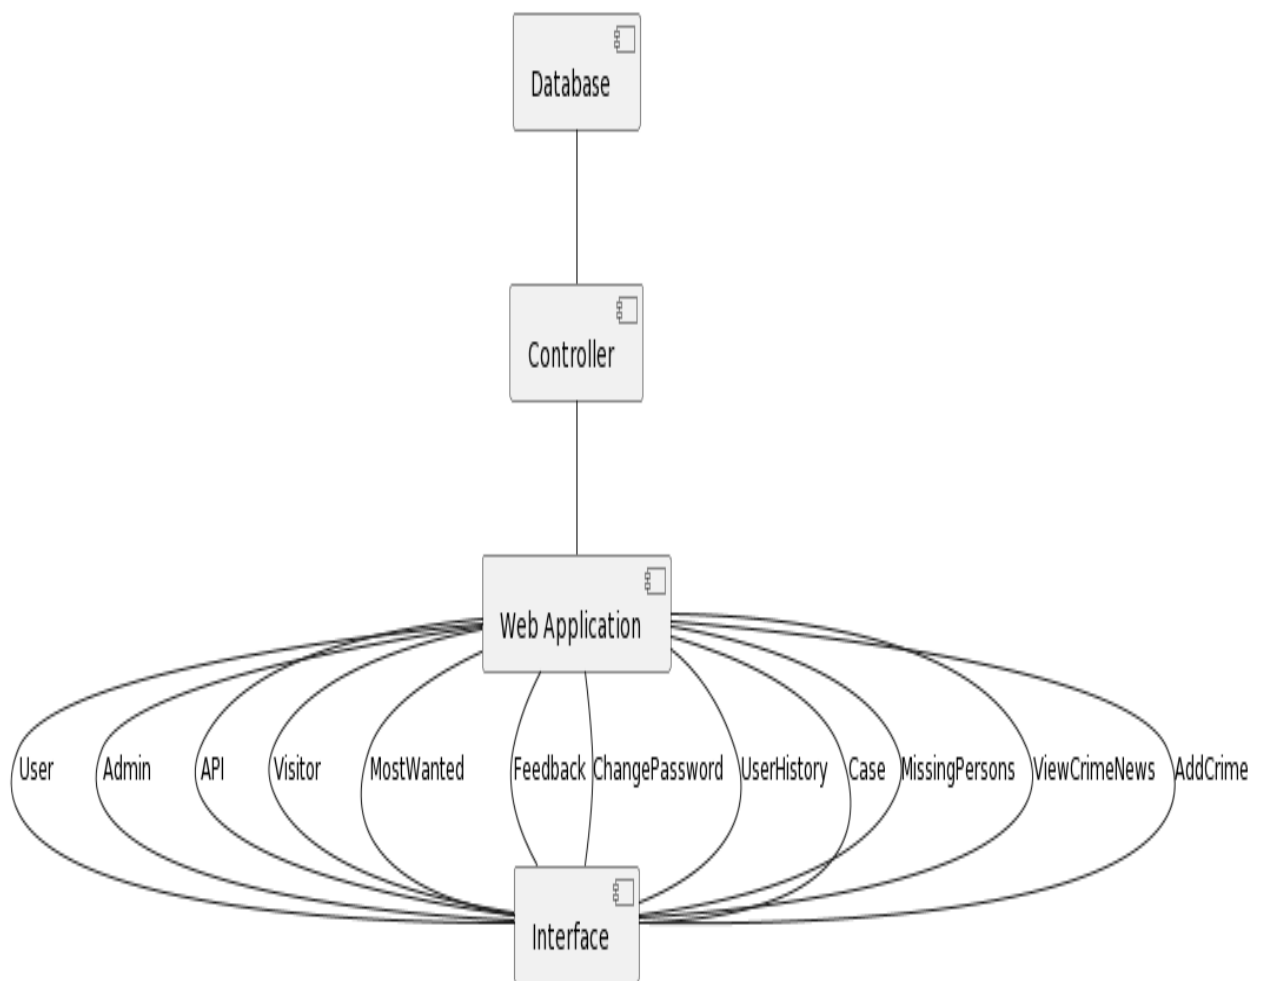 Database
Controller
Web Application
User
Admin
API
Visitor
MostWanted
Feedback
ChangePassword
UserHistory
Case
MissingPersons
ViewCrimeNews
AddCrime
Interface